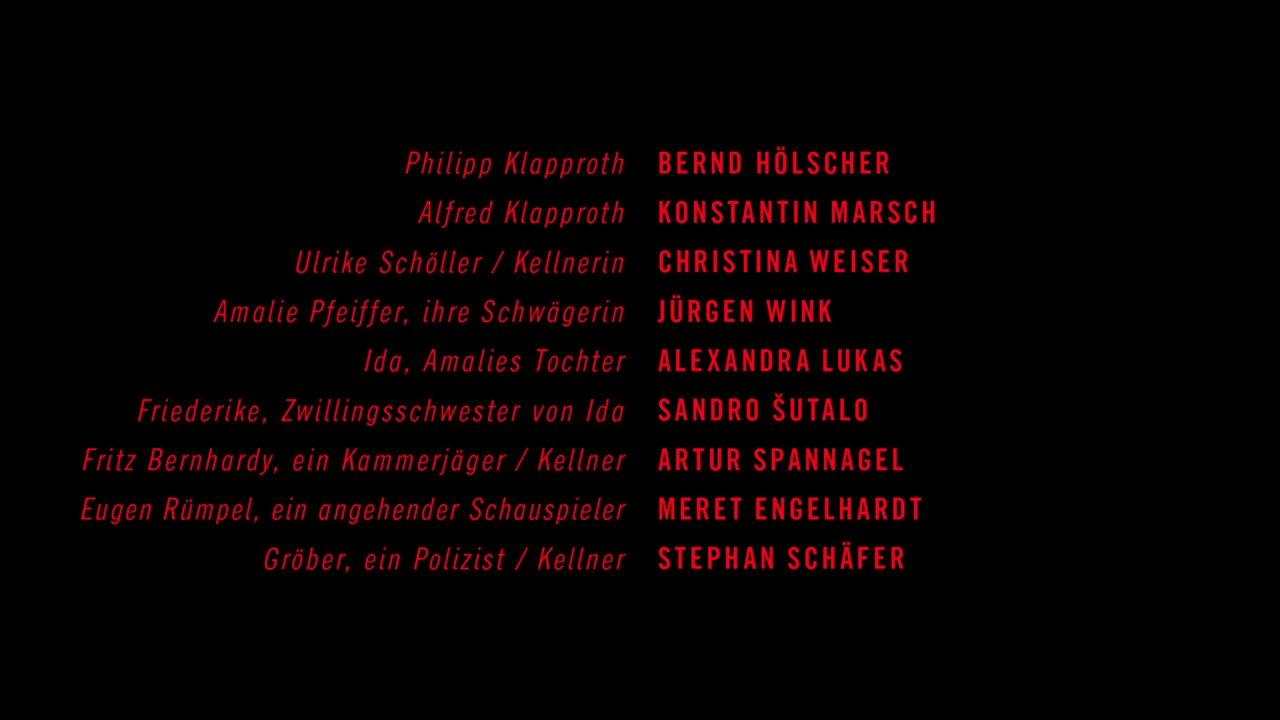 Philipp Klapproth BERND HÖLSCHER
Alfred Klapproth KONSTANTIN MARSCH
Ulrike Schöller / Kellnerin CHRISTINA WEISER
Amalie Pfeiffer, ihre Schwägerin JÜRGEN WINK
Ida, Amalies Tochter ALEXANDRA LUKAS
Friederike, Zwillingsschwester von Ida SANDRO ŠUTALO
Fritz Bernhardy, ein Kammerjäger / Kellner ARTUR SPANNAGEL
Eugen Rümpel, ein angehender Schauspieler MERET ENGELHARDT
Gröber, ein Polizist / Kellner STEPHAN SCHÄFER